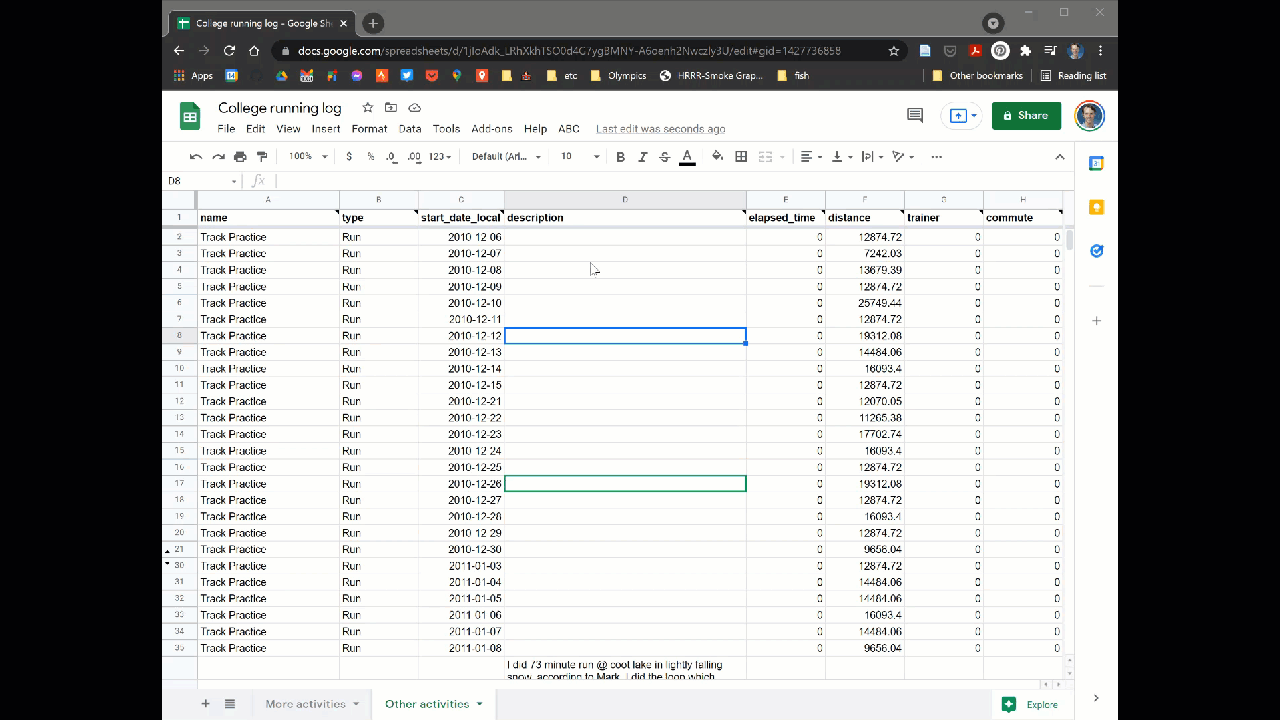 College running log - Google She
docs.google.com/spreadsheets/d/
Apps etc Olympics HRRR-Smoke Grap... fish Other bookmarks Reading list
College running log
File Edit View Insert Format Data Tools Add-ons Help ABC Last edit was seconds ago
Share
100% $ % .0 .00 123 Default (Ari... 10 B I S A
D8 fx
A B C D E F G H
1 name type start_date_local description elapsed_time distance trainer commute
2 Track Practice Run 2010-12-06 0 12874.72 0 0
3 Track Practice Run 2010-12-07 0 7242.03 0 0
4 Track Practice Run 2010-12-08 0 13679.39 0 0
5 Track Practice Run 2010-12-09 0 12874.72 0 0
6 Track Practice Run 2010-12-10 0 25749.44 0 0
7 Track Practice Run 2010-12-11 0 12874.72 0 0
8 Track Practice Run 2010-12-12 0 19312.08 0 0
9 Track Practice Run 2010-12-13 0 14484.06 0 0
10 Track Practice Run 2010-12-14 0 16093.4 0 0
11 Track Practice Run 2010-12-15 0 12874.72 0 0
12 Track Practice Run 2010-12-21 0 12070.05 0 0
13 Track Practice Run 2010-12-22 0 11265.38 0 0
14 Track Practice Run 2010-12-23 0 17702.74 0 0
15 Track Practice Run 2010-12-24 0 16093.4 0 0
16 Track Practice Run 2010-12-25 0 12874.72 0 0
17 Track Practice Run 2010-12-26 0 19312.08 0 0
18 Track Practice Run 2010-12-27 0 12874.72 0 0
19 Track Practice Run 2010-12-28 0 16093.4 0 0
20 Track Practice Run 2010-12-29 0 12874.72 0 0
21 Track Practice Run 2010-12-30 0 9656.04 0 0
30 Track Practice Run 2011-01-03 0 12874.72 0 0
31 Track Practice Run 2011-01-04 0 14484.06 0 0
32 Track Practice Run 2011-01-05 0 14484.06 0 0
33 Track Practice Run 2011-01-06 0 16093.4 0 0
34 Track Practice Run 2011-01-07 0 14484.06 0 0
35 Track Practice Run 2011-01-08 0 9656.04 0 0
I did 73 minute run @ coot lake in lightly falling
snow, according to Mark. I did the loop which
More activities Other activities Explore